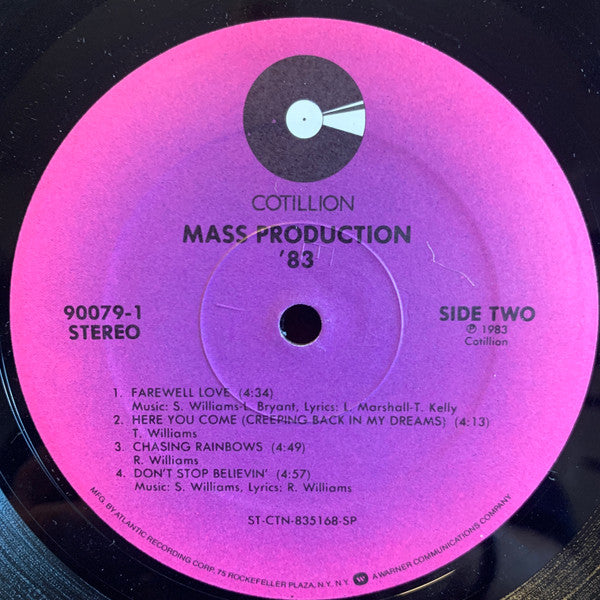 COTILLION
MASS PRODUCTION
'83
90079-1
STEREO
SIDE TWO
℗ 1983
Cotillion
1. FAREWELL LOVE (4:34)
Music: S. Williams-L. Bryant, Lyrics: L. Marshall-T. Kelly
2. HERE YOU COME (CREEPING BACK IN MY DREAMS) (4:13)
T. Williams
3. CHASING RAINBOWS (4:49)
R. Williams
4. DON'T STOP BELIEVIN' (4:57)
Music: S. Williams, Lyrics: R. Williams
ST-CTN-835168-SP
MFG. BY ATLANTIC RECORDING CORP. 75 ROCKEFELLER PLAZA, N.Y. N.Y. A WARNER COMMUNICATIONS COMPANY